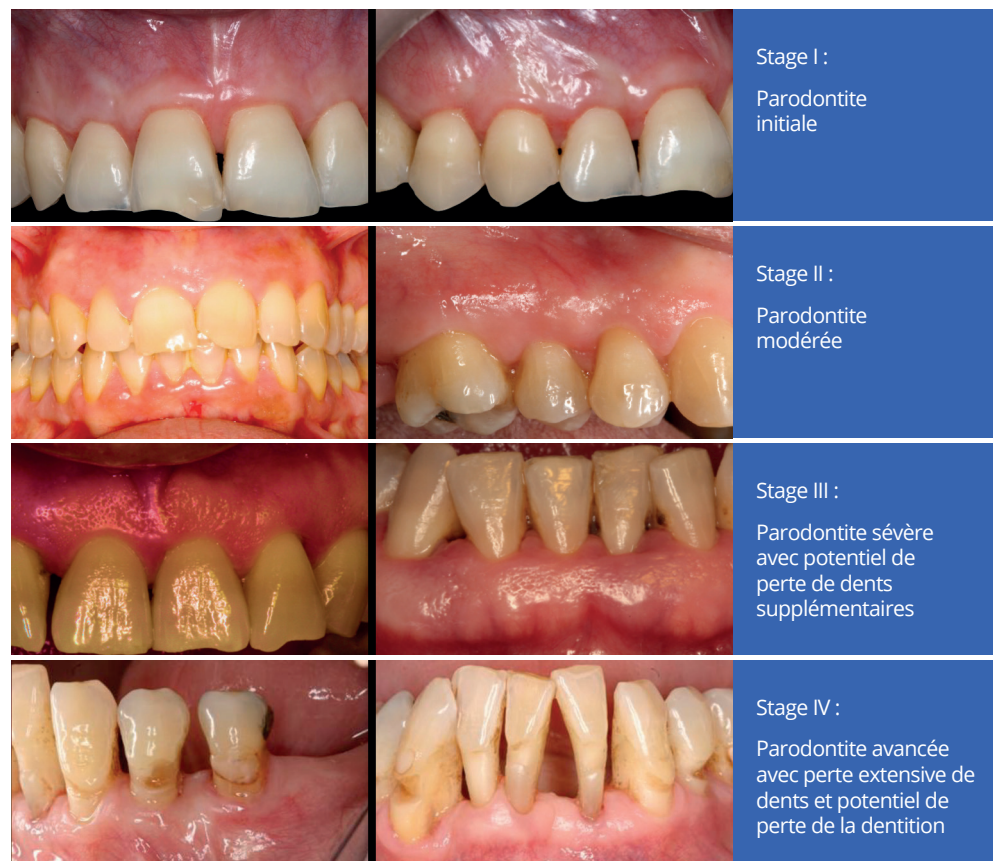 Stage I :
Parodontite
initiale
Stage II :
Parodontite
modérée
Stage III :
Parodontite sévère
avec potentiel de
perte de dents
supplémentaires
Stage IV :
Parodontite avancée
avec perte extensive de
dents et potentiel de
perte de la dentition